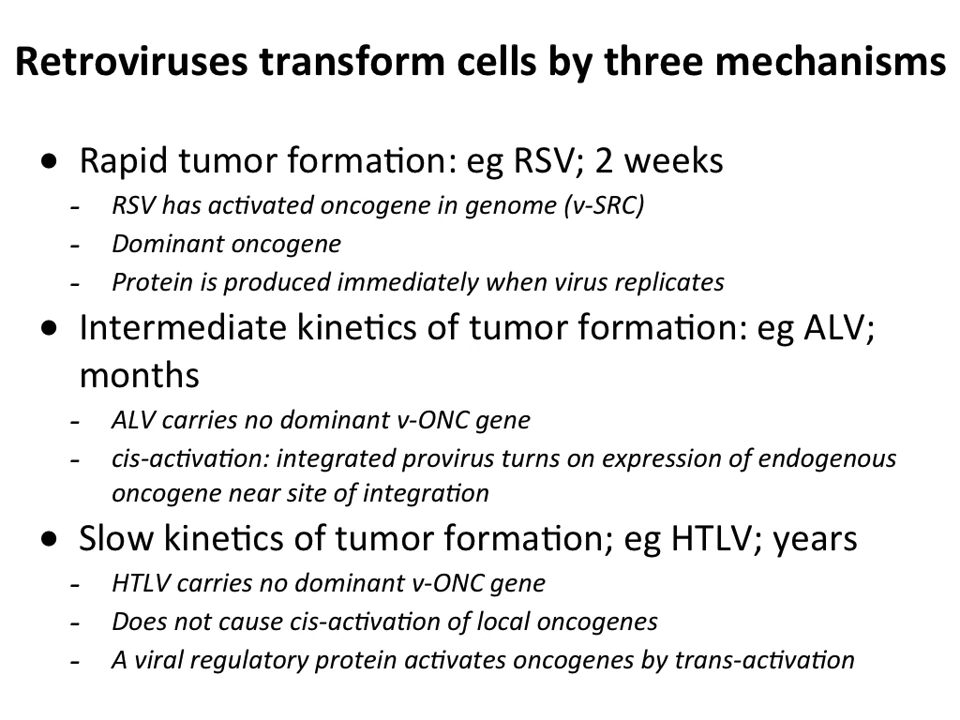 Retroviruses transform cells by three mechanisms
• Rapid tumor formation: eg RSV; 2 weeks
- RSV has activated oncogene in genome (v-SRC)
- Dominant oncogene
- Protein is produced immediately when virus replicates
• Intermediate kinetics of tumor formation: eg ALV;
months
- ALV carries no dominant v-ONC gene
- cis-activation: integrated provirus turns on expression of endogenous
oncogene near site of integration
• Slow kinetics of tumor formation; eg HTLV; years
- HTLV carries no dominant v-ONC gene
- Does not cause cis-activation of local oncogenes
- A viral regulatory protein activates oncogenes by trans-activation